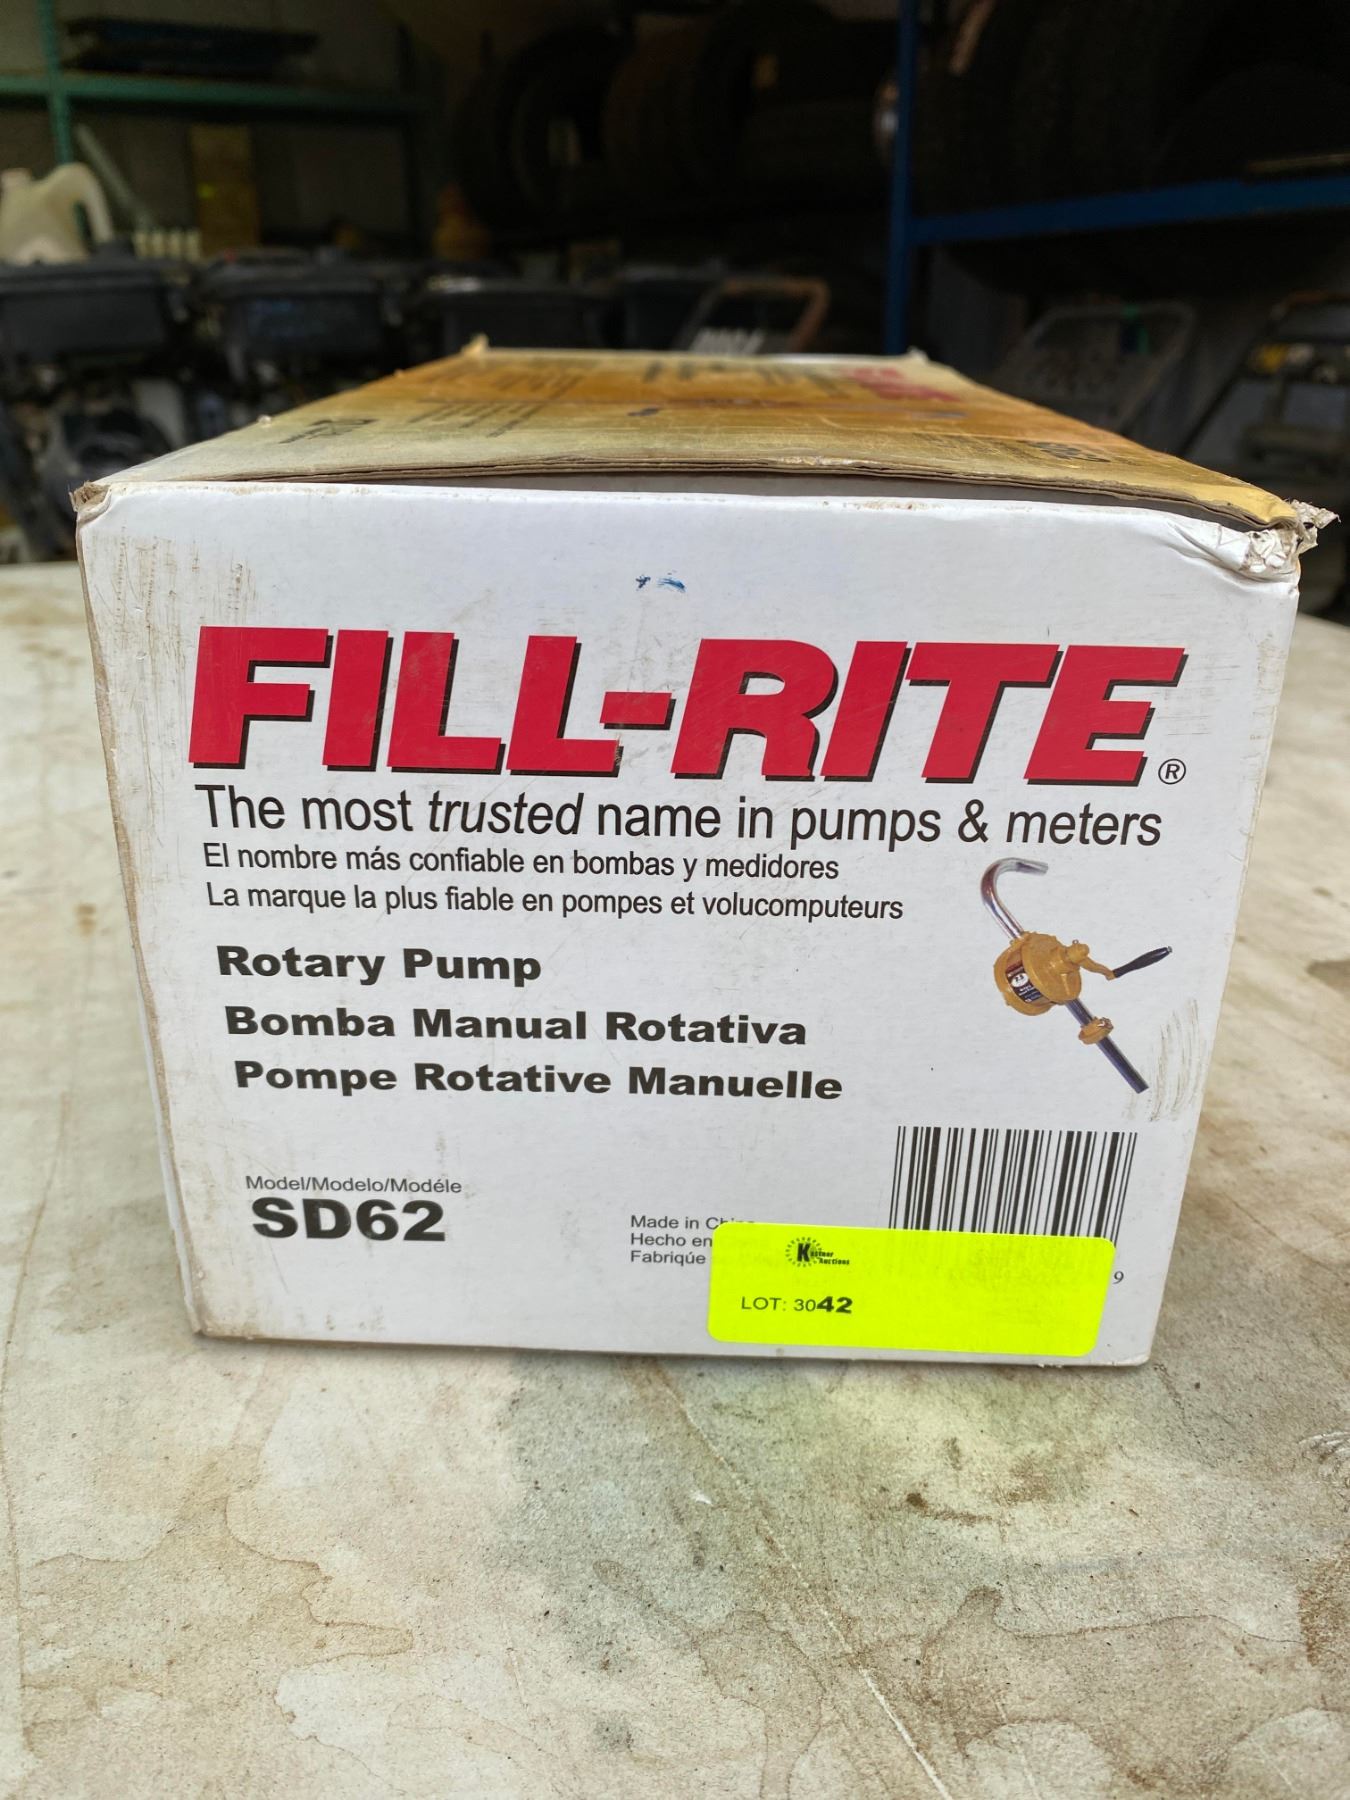 FILL-RITE®
The most trusted name in pumps & meters
El nombre más confiable en bombas y medidores
La marque la plus fiable en pompes et volucomputeurs
Rotary Pump
Bomba Manual Rotativa
Pompe Rotative Manuelle
Model/Modelo/Modéle
SD62
Made in
Hecho en
Fabriqúe
9
Auctions
LOT: 3042